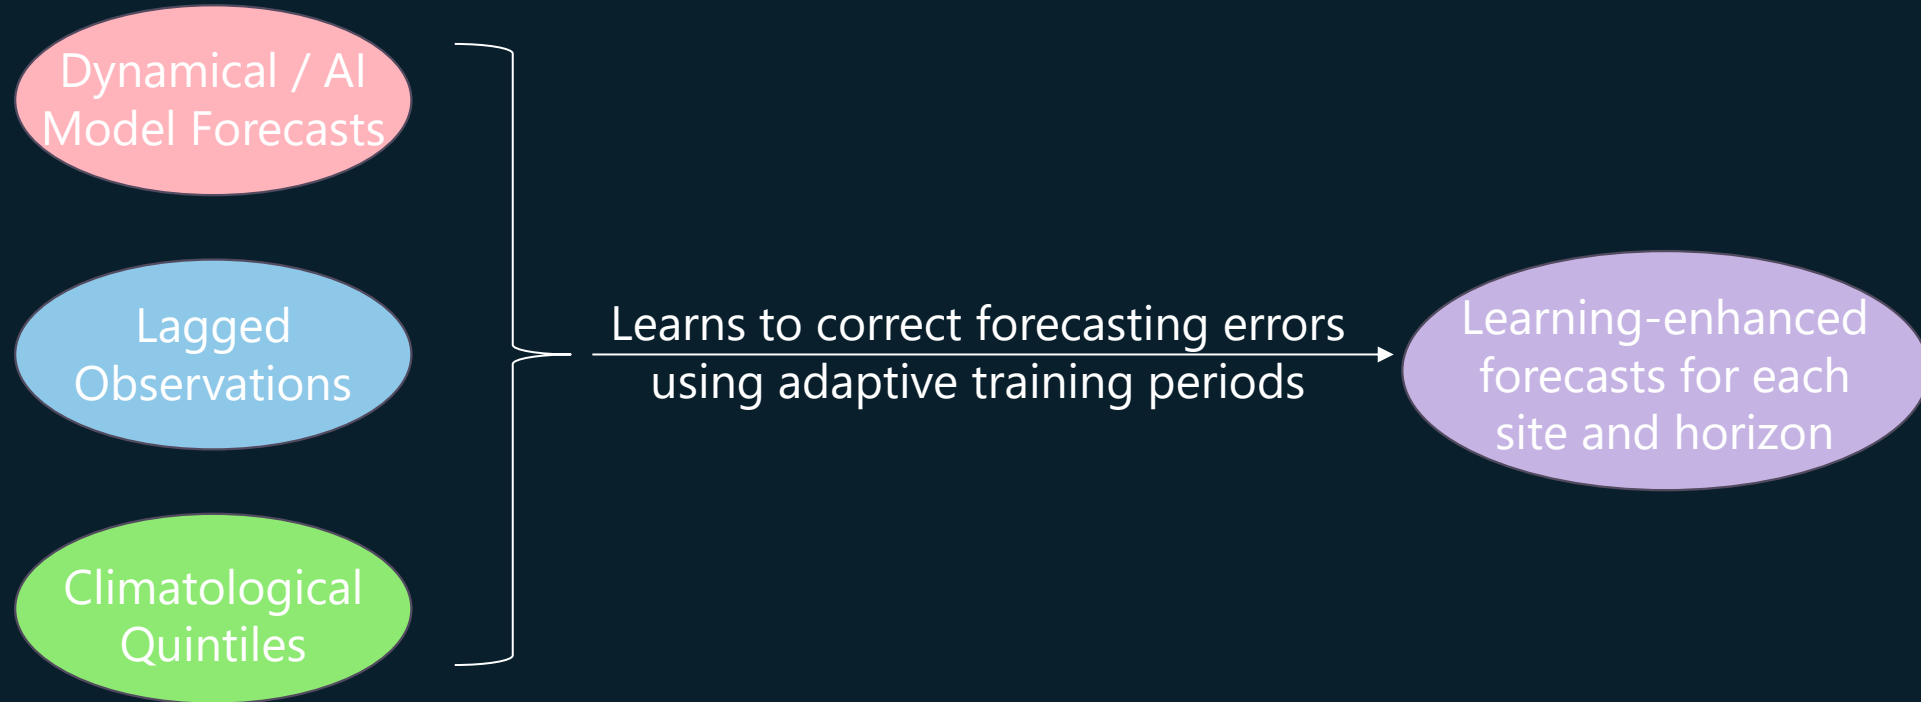 Dynamical / AI
Model Forecasts
Lagged
Observations
Climatological
Quintiles
Learns to correct forecasting errors
using adaptive training periods
Learning-enhanced
forecasts for each
site and horizon